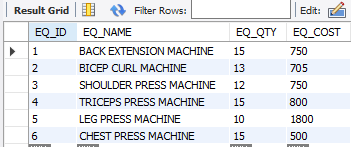 Result Grid Filter Rows: Edit:
EQ_ID EQ_NAME EQ_QTY EQ_COST
1 BACK EXTENSION MACHINE 15 750
2 BICEP CURL MACHINE 13 705
3 SHOULDER PRESS MACHINE 12 750
4 TRICEPS PRESS MACHINE 15 800
5 LEG PRESS MACHINE 10 1800
6 CHEST PRESS MACHINE 15 500